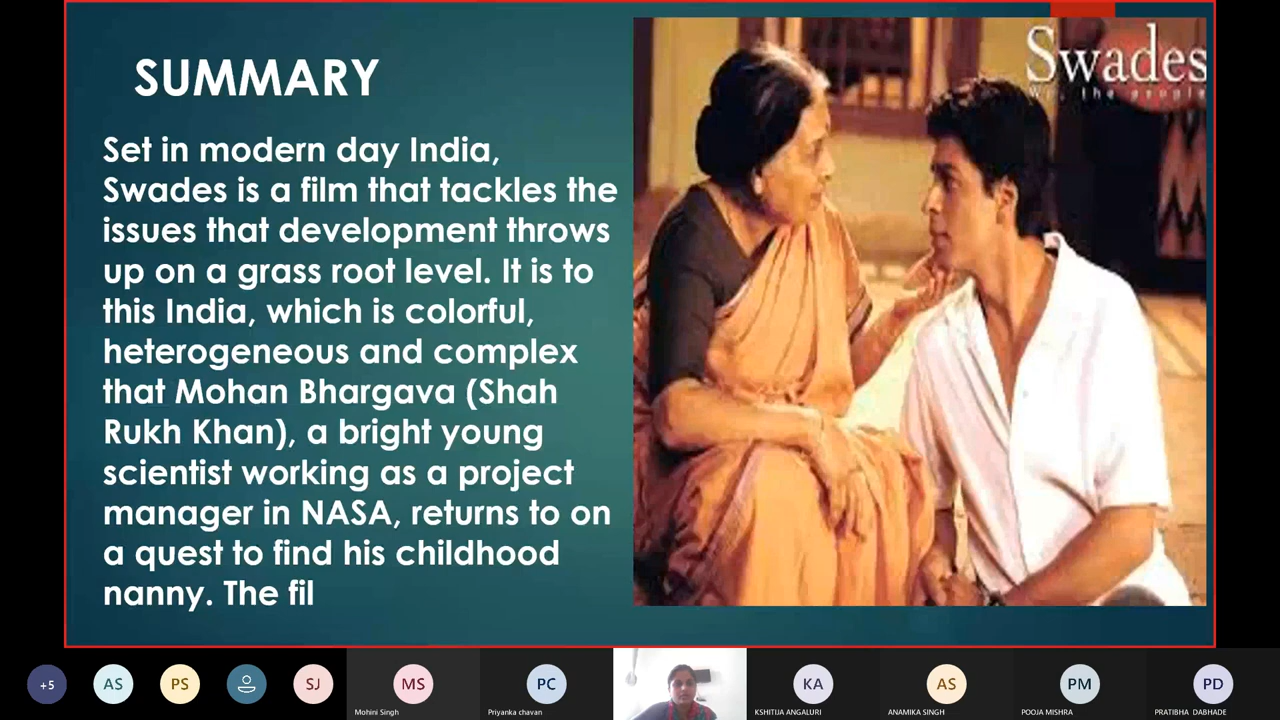 SUMMARY
Set in modern day India,
Swades is a film that tackles the
issues that development throws
up on a grass root level. It is to
this India, which is colorful,
heterogeneous and complex
that Mohan Bhargava (Shah
Rukh Khan), a bright young
scientist working as a project
manager in NASA, returns to on
a quest to find his childhood
nanny. The fil
Swades
We, the people
+5
AS
PS
SJ
MS
Mohini Singh
PC
Priyanka chavan
KA
KSHITIJA ANGALURI
AS
ANAMIKA SINGH
PM
POOJA MISHRA
PD
PRATIBHA DABHADE